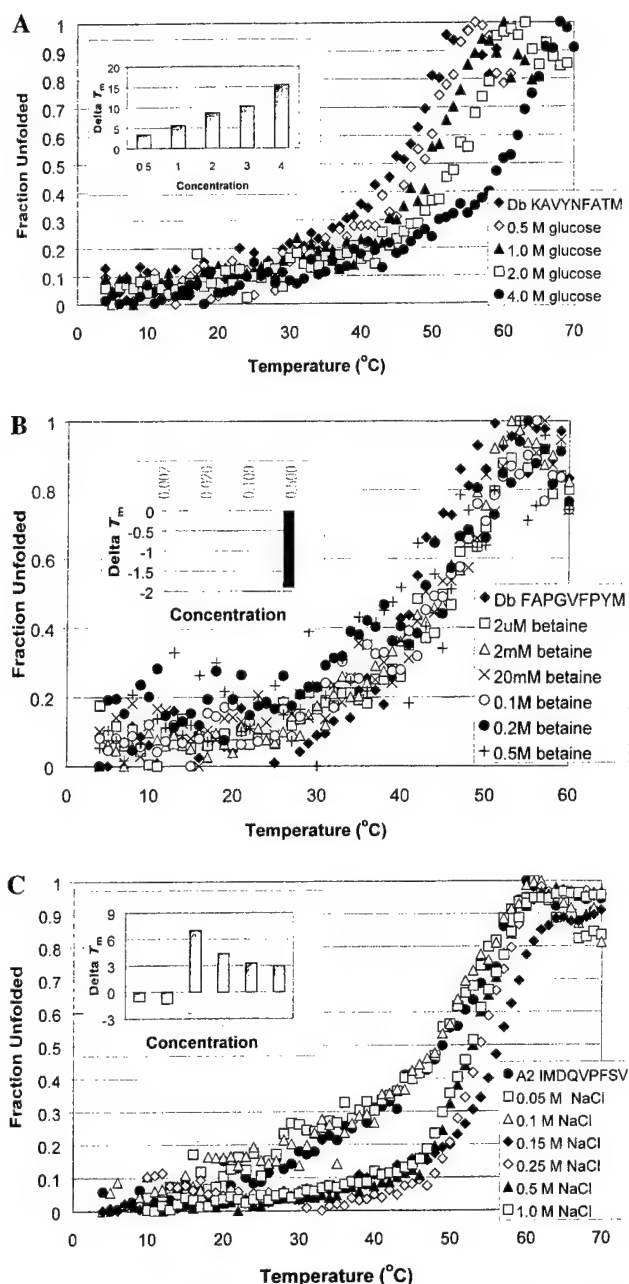 A
1
0.9
0.8
0.7
0.6
0.5
0.4
0.3
0.2
0.1
0
Fraction Unfolded
20
15
10
5
0
Delta Tm
0 5 1 2 3 4
Concentration
◆ Db KAVYNFATM
◇ 0.5 M glucose
▲ 1.0 M glucose
□ 2.0 M glucose
● 4.0 M glucose
0 10 20 30 40 50 60 70
Temperature (°C)
B
1
0.8
0.6
0.4
0.2
0
Fraction Unfolded
0.002 0.020 0.100 0.500
0
-0.5
-1
-1.5
-2
Delta Tm
Concentration
◆ Db FAPGVFPYM
□ 2uM betaine
△ 2mM betaine
× 20mM betaine
○ 0.1M betaine
● 0.2M betaine
+ 0.5M betaine
0 10 20 30 40 50 60
Temperature (°C)
C
1
0.9
0.8
0.7
0.6
0.5
0.4
0.3
0.2
0.1
0
Fraction Unfolded
9
6
3
0
-3
Delta Tm
Concentration
● A2 IMDQVPFSV
□ 0.05 M NaCl
△ 0.1 M NaCl
◆ 0.15 M NaCl
◇ 0.25 M NaCl
▲ 0.5 M NaCl
□ 1.0 M NaCl
0 10 20 30 40 50 60 70
Temperature (°C)